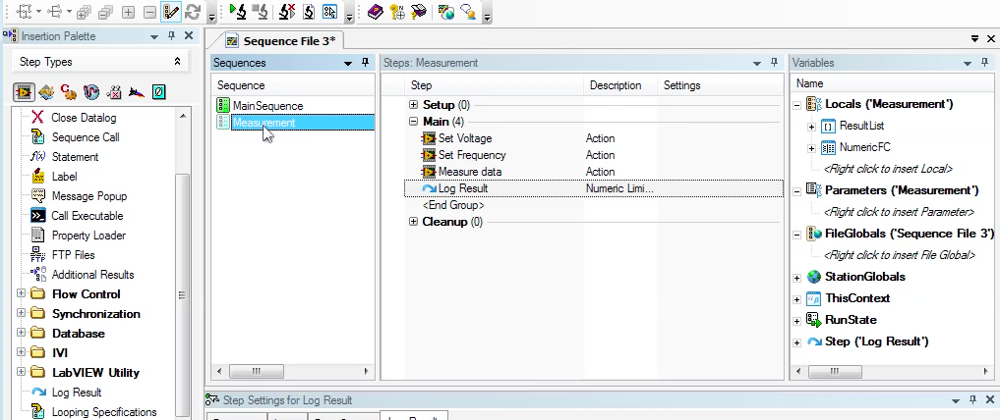 Insertion Palette
Step Types
Close Datalog
Sequence Call
f(x) Statement
Label
Message Popup
Call Executable
Property Loader
FTP Files
Additional Results
Flow Control
Synchronization
Database
IVI
LabVIEW Utility
Log Result
Looping Specifications
Sequence File 3*
Sequences
Sequence
MainSequence
Measurement
Steps: Measurement
Step Description Settings
Setup (0)
Main (4)
Set Voltage Action
Set Frequency Action
Measure data Action
Log Result Numeric Limi...
<End Group>
Cleanup (0)
Variables
Name
Locals ('Measurement')
ResultList
NumericFC
<Right click to insert Local>
Parameters ('Measurement')
<Right click to insert Parameter>
FileGlobals ('Sequence File 3')
<Right click to insert File Global>
StationGlobals
ThisContext
RunState
Step ('Log Result')
Step Settings for Log Result